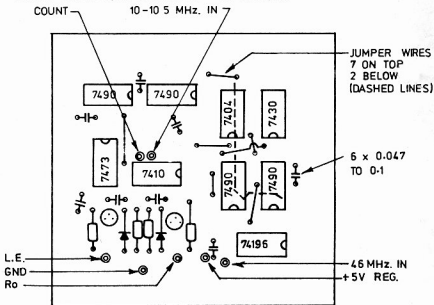 COUNT
10-10 5 MHz. IN
JUMPER WIRES
7 ON TOP
2 BELOW
(DASHED LINES)
7490
7490
7404
7430
7473
7410
7490
7490
6 x 0·047
TO 0·1
74196
L.E.
GND
Ro
46 MHz. IN
+5V REG.